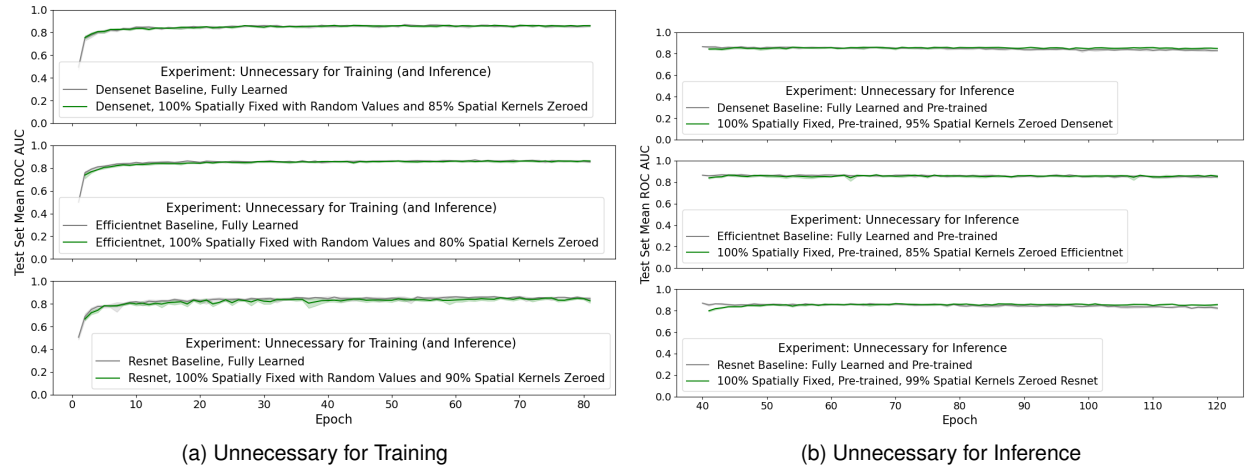 Test Set Mean ROC AUC
1.0
0.8
0.6
0.4
0.2
0.0
Experiment: Unnecessary for Training (and Inference)
Densenet Baseline, Fully Learned
Densenet, 100% Spatially Fixed with Random Values and 85% Spatial Kernels Zeroed
1.0
0.8
0.6
0.4
0.2
0.0
Experiment: Unnecessary for Training (and Inference)
Efficientnet Baseline, Fully Learned
Efficientnet, 100% Spatially Fixed with Random Values and 80% Spatial Kernels Zeroed
1.0
0.8
0.6
0.4
0.2
0.0
Experiment: Unnecessary for Training (and Inference)
Resnet Baseline, Fully Learned
Resnet, 100% Spatially Fixed with Random Values and 90% Spatial Kernels Zeroed
0 10 20 30 40 50 60 70 80
Epoch
(a) Unnecessary for Training
Test Set Mean ROC AUC
1.0
0.8
0.6
0.4
0.2
0.0
Experiment: Unnecessary for Inference
Densenet Baseline: Fully Learned and Pre-trained
100% Spatially Fixed, Pre-trained, 95% Spatial Kernels Zeroed Densenet
1.0
0.8
0.6
0.4
0.2
0.0
Experiment: Unnecessary for Inference
Efficientnet Baseline: Fully Learned and Pre-trained
100% Spatially Fixed, Pre-trained, 85% Spatial Kernels Zeroed Efficientnet
1.0
0.8
0.6
0.4
0.2
0.0
Experiment: Unnecessary for Inference
Resnet Baseline: Fully Learned and Pre-trained
100% Spatially Fixed, Pre-trained, 99% Spatial Kernels Zeroed Resnet
40 50 60 70 80 90 100 110 120
Epoch
(b) Unnecessary for Inference